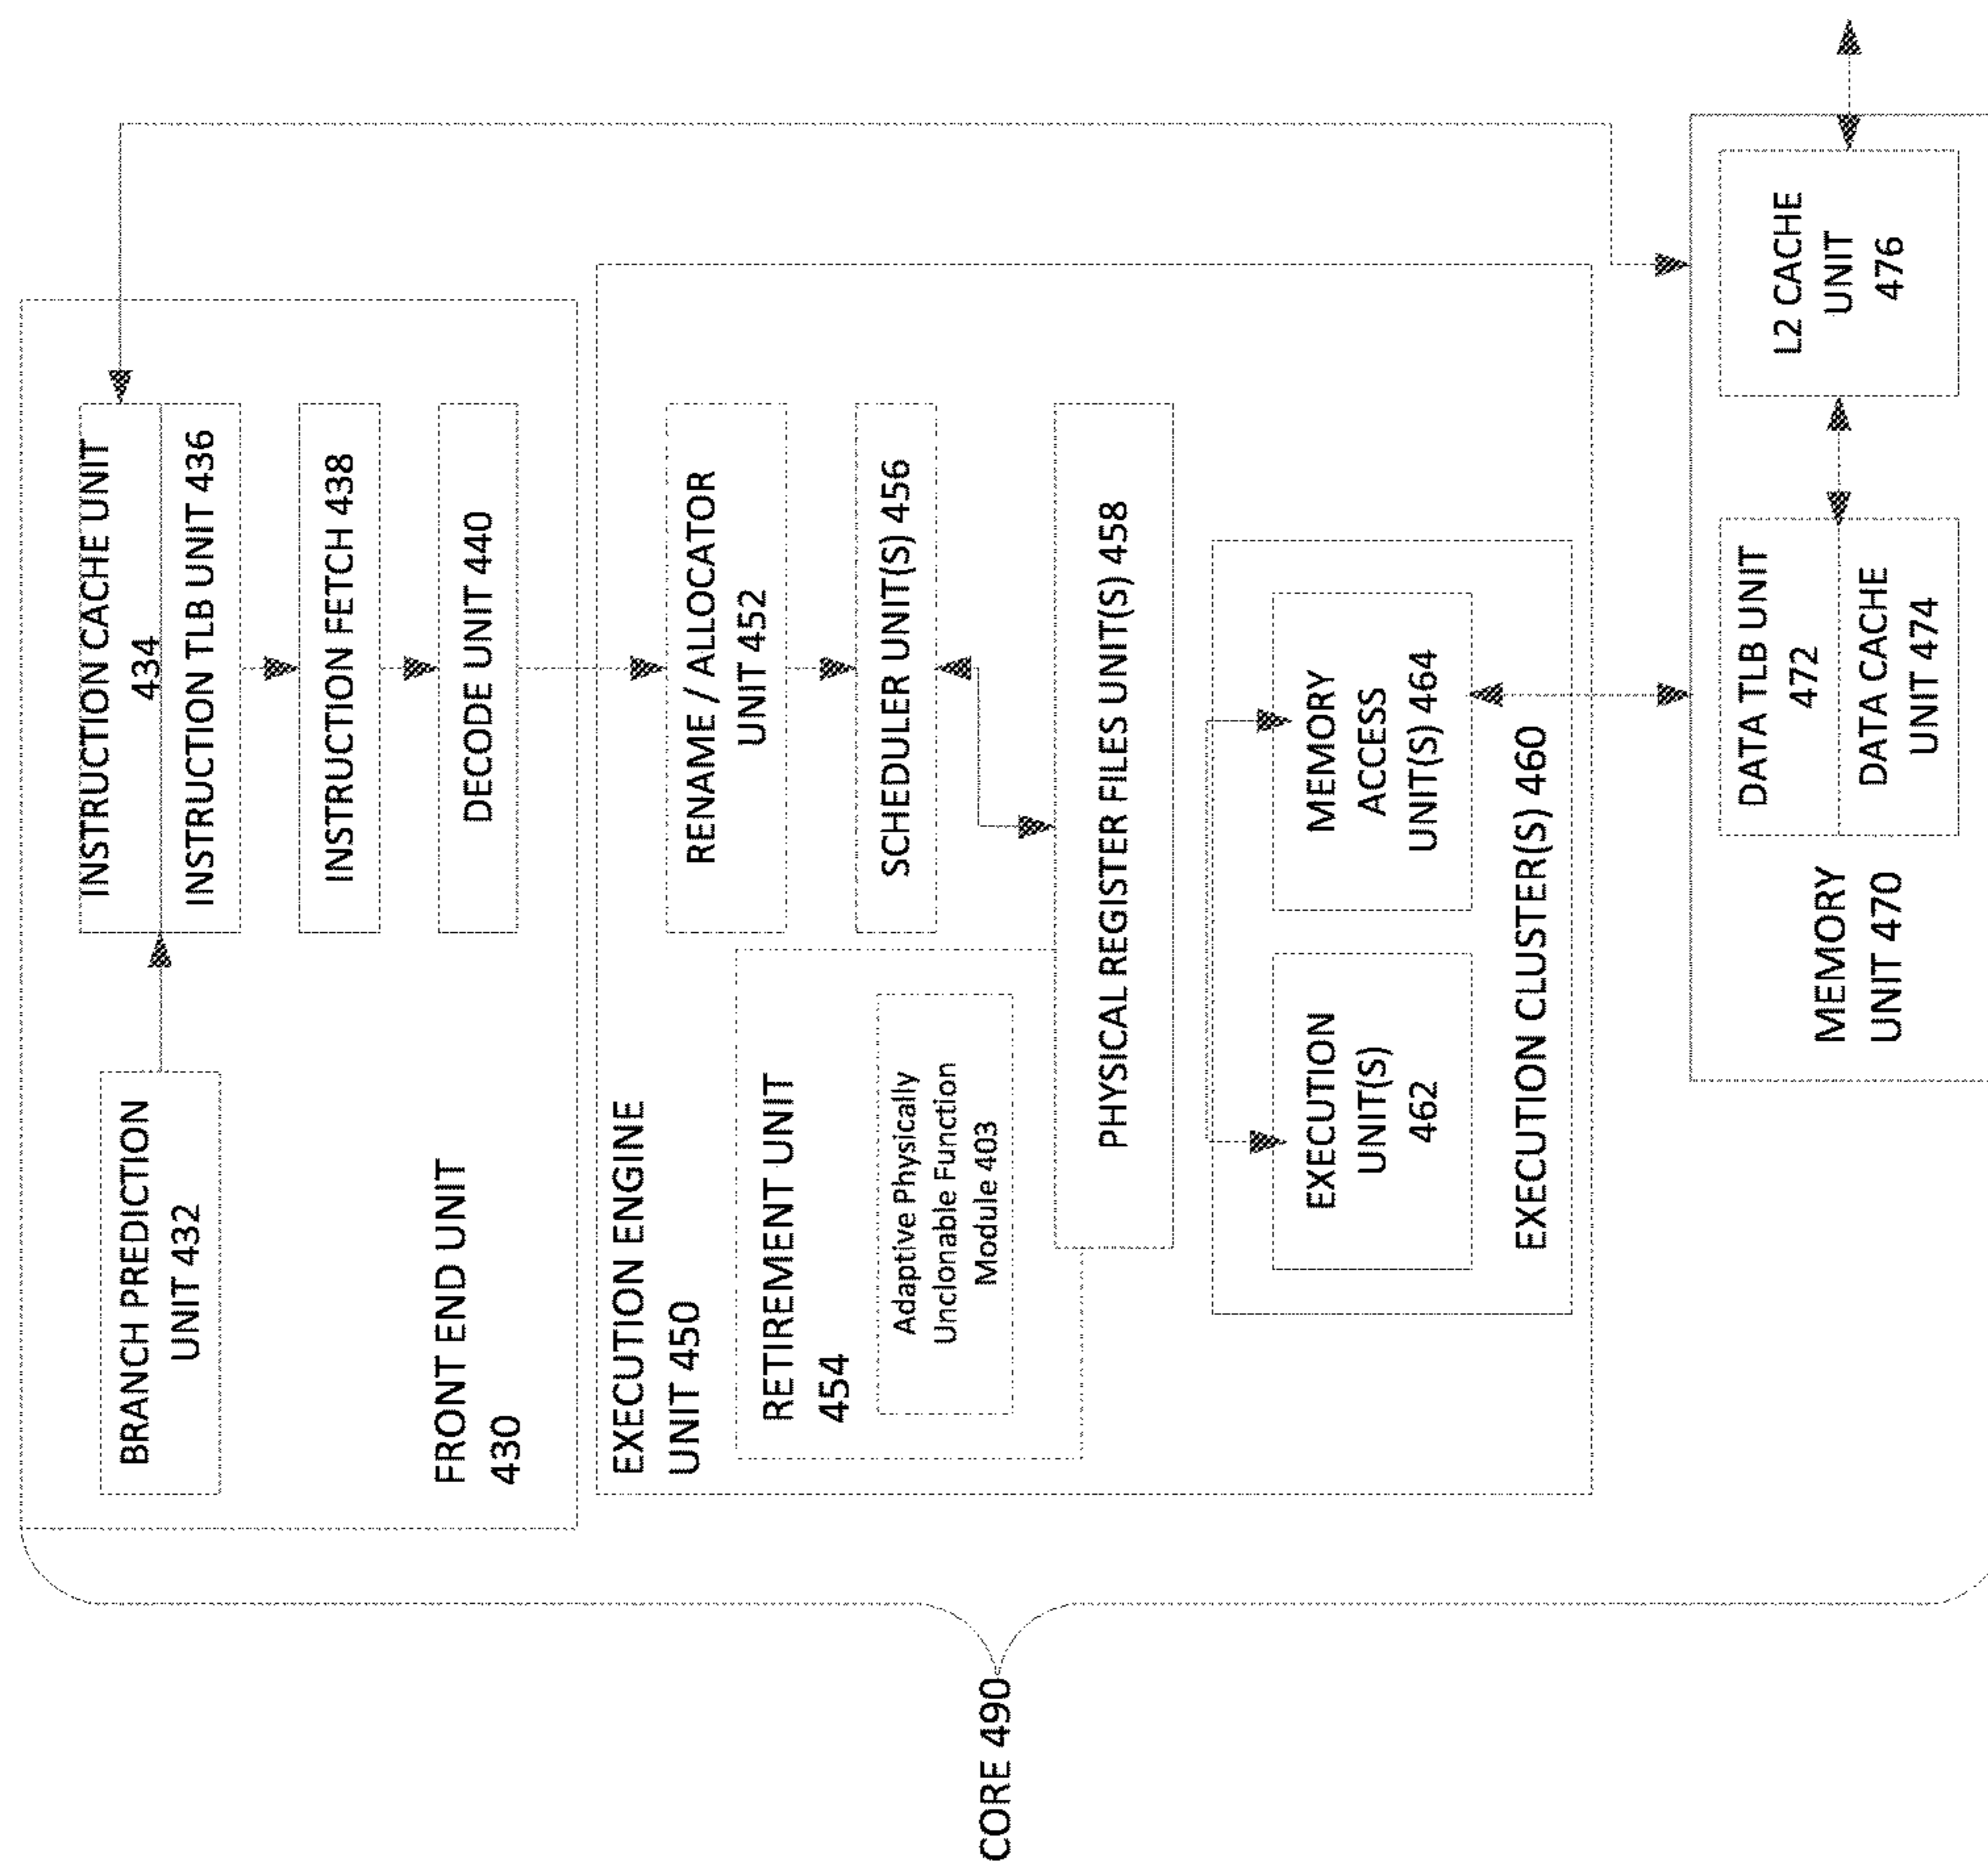 CORE 490
BRANCH PREDICTION
UNIT 432
INSTRUCTION CACHE UNIT
434
INSTRUCTION TLB UNIT 436
INSTRUCTION FETCH 438
DECODE UNIT 440
FRONT END UNIT
430
EXECUTION ENGINE
UNIT 450
RENAME / ALLOCATOR
UNIT 452
RETIREMENT UNIT
454
Adaptive Physically
Unclonable Function
Module 403
SCHEDULER UNIT(S) 456
PHYSICAL REGISTER FILES UNIT(S) 458
EXECUTION
UNIT(S)
462
MEMORY
ACCESS
UNIT(S) 464
EXECUTION CLUSTER(S) 460
MEMORY
UNIT 470
DATA TLB UNIT
472
DATA CACHE
UNIT 474
L2 CACHE
UNIT
476